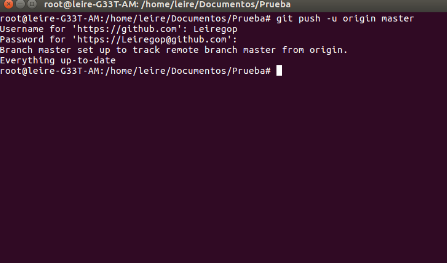 root@leire-G33T-AM: /home/leire/Documentos/Prueba
root@leire-G33T-AM:/home/leire/Documentos/Prueba# git push -u origin master
Username for 'https://github.com': Leiregop
Password for 'https://Leiregop@github.com':
Branch master set up to track remote branch master from origin.
Everything up-to-date
root@leire-G33T-AM:/home/leire/Documentos/Prueba#